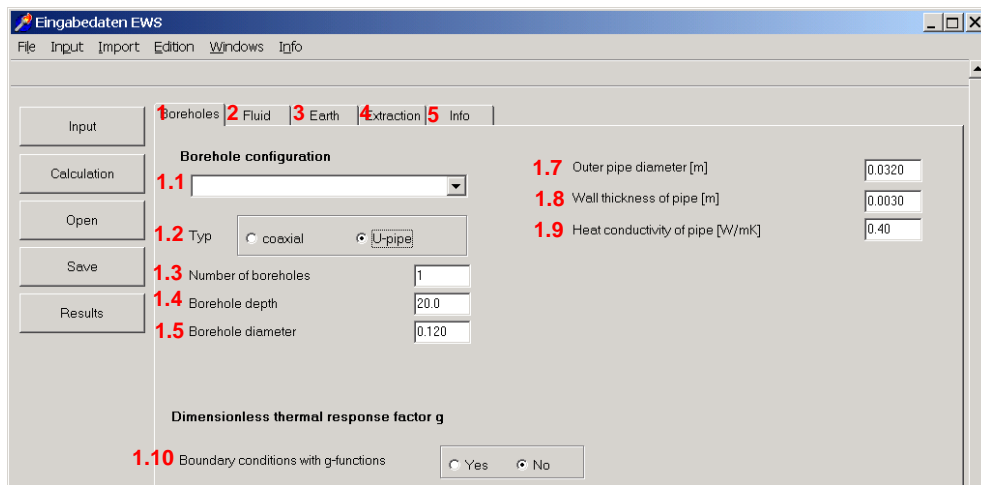 Eingabedaten EWS
File Input Import Edition Windows Info
1 Boreholes 2 Fluid 3 Earth 4 Extraction 5 Info
Input
Calculation
Open
Save
Results
Borehole configuration
1.1
1.2 Typ coaxial U-pipe
1.3 Number of boreholes 1
1.4 Borehole depth 20.0
1.5 Borehole diameter 0.120
1.7 Outer pipe diameter [m] 0.0320
1.8 Wall thickness of pipe [m] 0.0030
1.9 Heat conductivity of pipe [W/mK] 0.40
Dimensionless thermal response factor g
1.10 Boundary conditions with g-functions Yes No